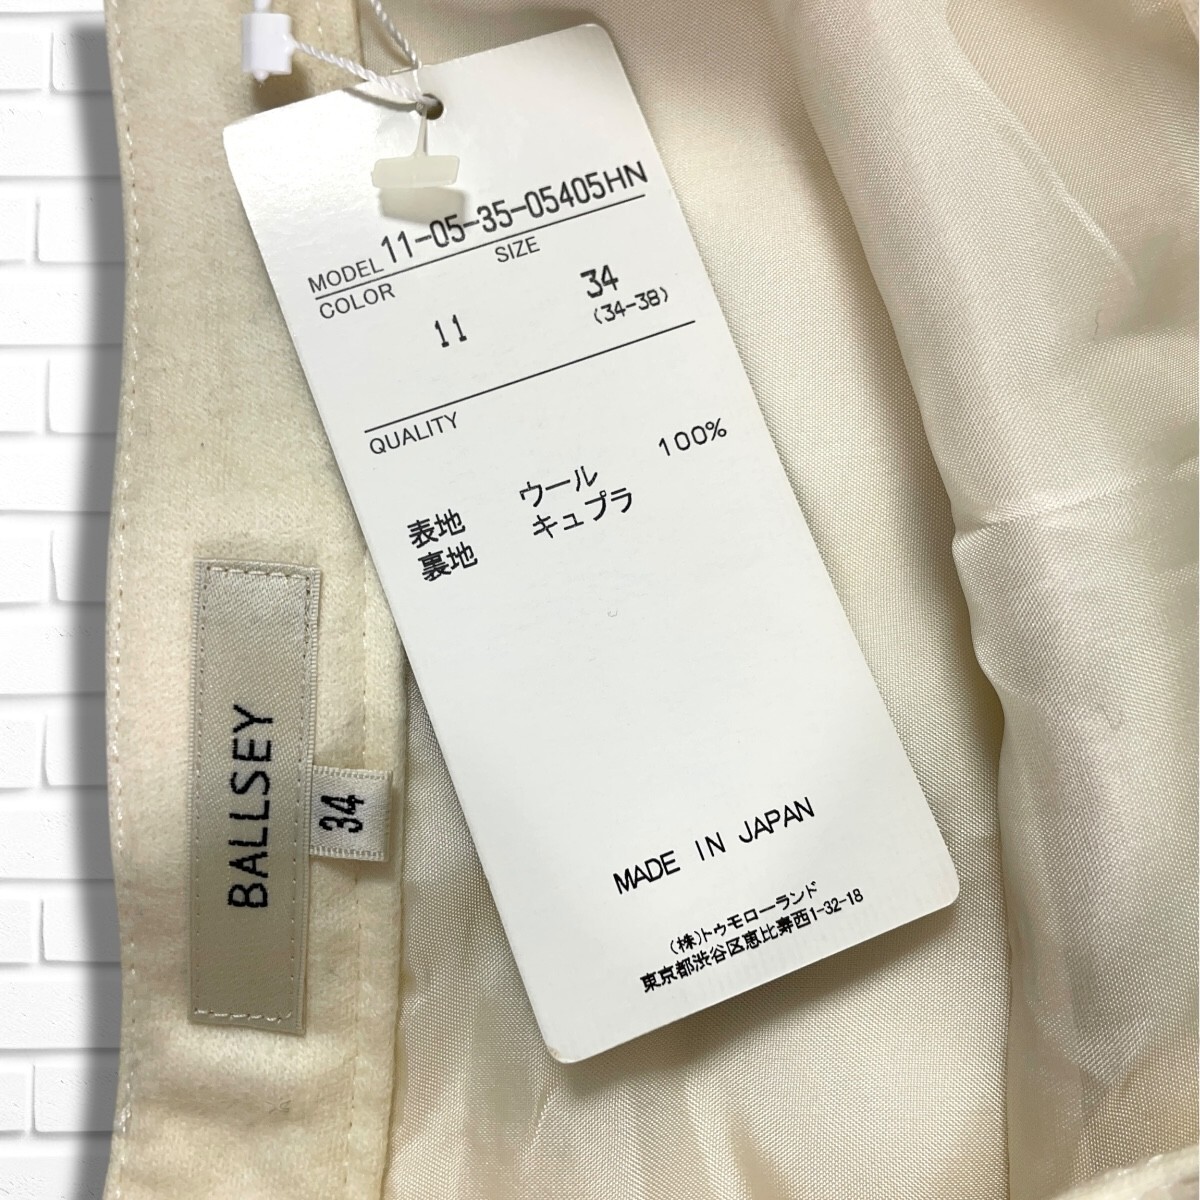 MODEL 11-05-35-05405HN
COLOR SIZE
11 34
(34-38)
QUALITY
表地 ウール 100%
裏地 キュプラ
MADE IN JAPAN
(株)トゥモローランド
東京都渋谷区恵比寿西1-32-18
BALLSEY
34